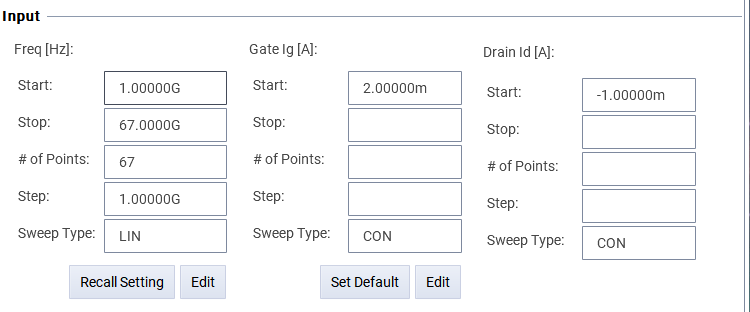 Input
Freq [Hz]: Gate Ig [A]: Drain Id [A]:
Start: 1.00000G Start: 2.00000m Start: -1.00000m
Stop: 67.0000G Stop: Stop:
# of Points: 67 # of Points: # of Points:
Step: 1.00000G Step: Step:
Sweep Type: LIN Sweep Type: CON Sweep Type: CON
Recall Setting Edit Set Default Edit